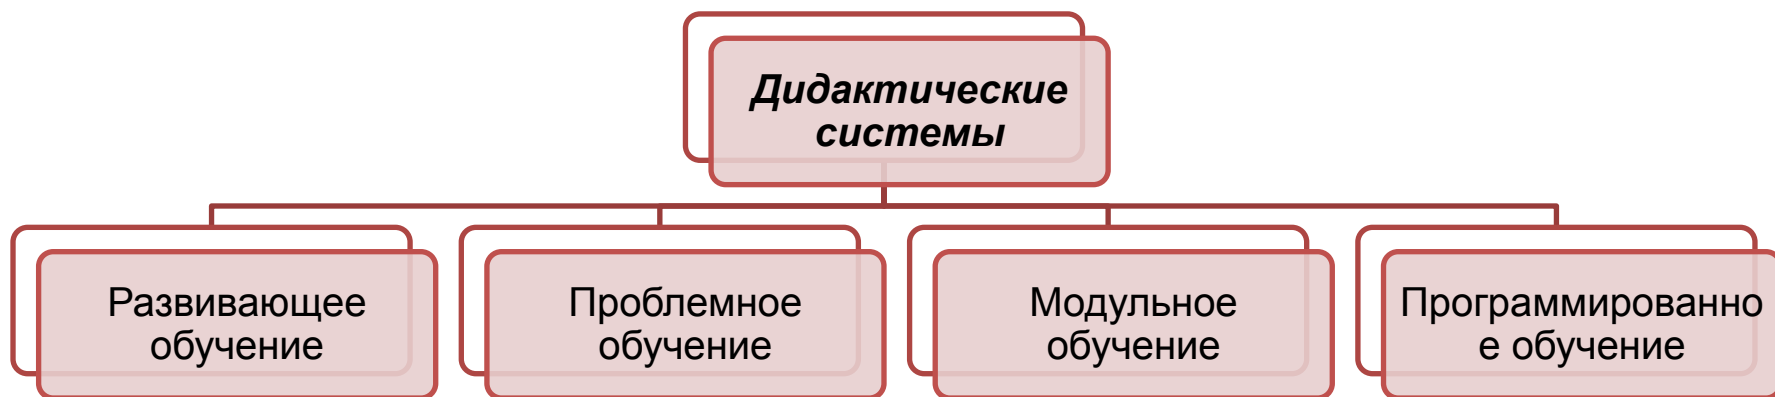 Дидактические
системы
Развивающее
обучение
Проблемное
обучение
Модульное
обучение
Программированно
е обучение